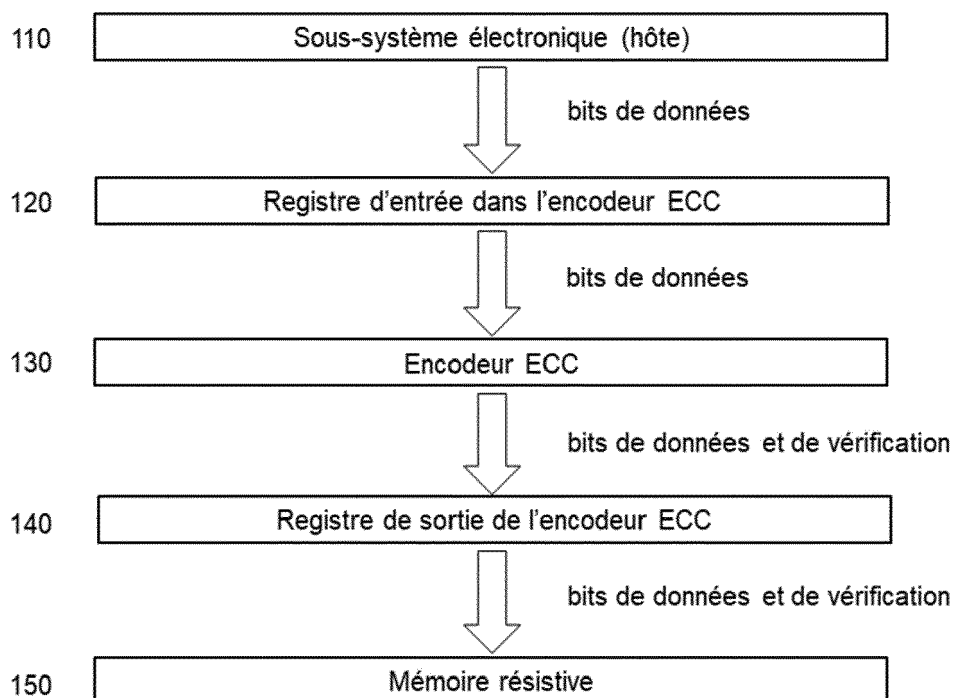 110 Sous-système électronique (hôte)
bits de données
120 Registre d'entrée dans l'encodeur ECC
bits de données
130 Encodeur ECC
bits de données et de vérification
140 Registre de sortie de l'encodeur ECC
bits de données et de vérification
150 Mémoire résistive